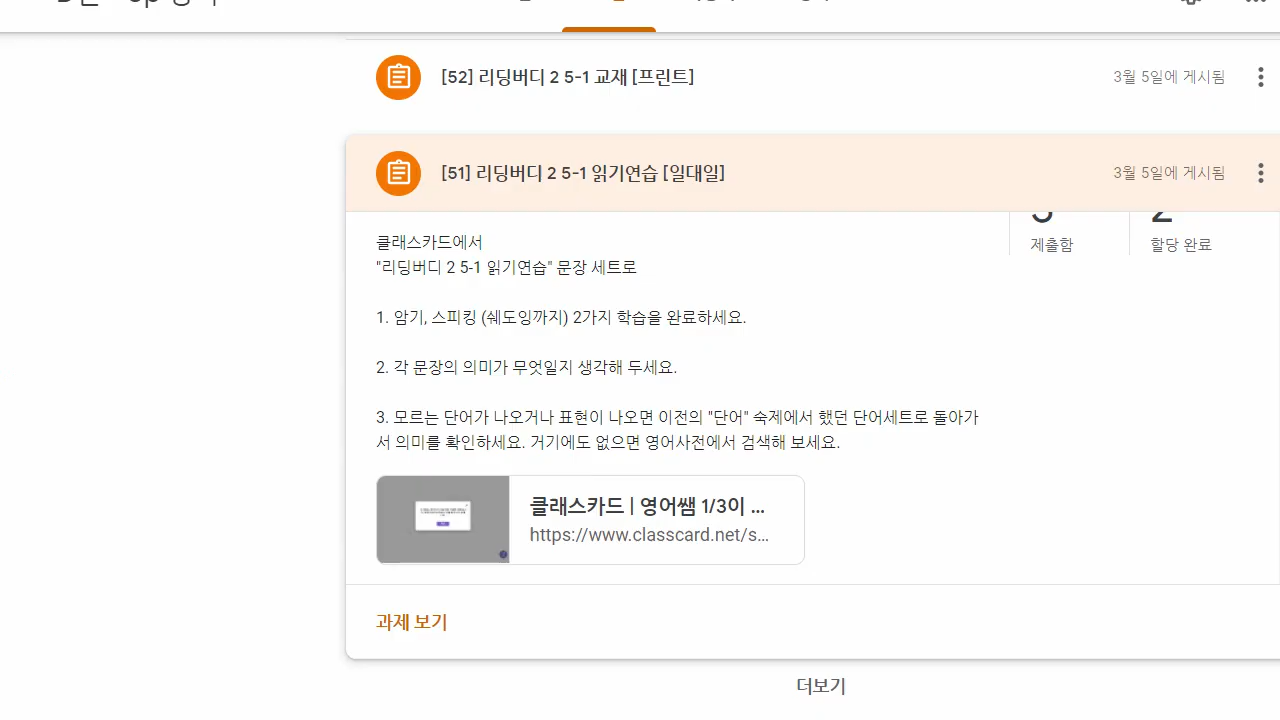 [52] 리딩버디 2 5-1 교재 [프린트]
3월 5일에 게시됨
[51] 리딩버디 2 5-1 읽기연습 [일대일]
3월 5일에 게시됨
클래스카드에서
"리딩버디 2 5-1 읽기연습" 문장 세트로
제출함
할당 완료
1. 암기, 스피킹 (쉐도잉까지) 2가지 학습을 완료하세요.
2. 각 문장의 의미가 무엇일지 생각해 두세요.
3. 모르는 단어가 나오거나 표현이 나오면 이전의 "단어" 숙제에서 했던 단어세트로 돌아가
서 의미를 확인하세요. 거기에도 없으면 영어사전에서 검색해 보세요.
클래스카드 | 영어쌤 1/3이 ...
https://www.classcard.net/s...
과제 보기
더보기